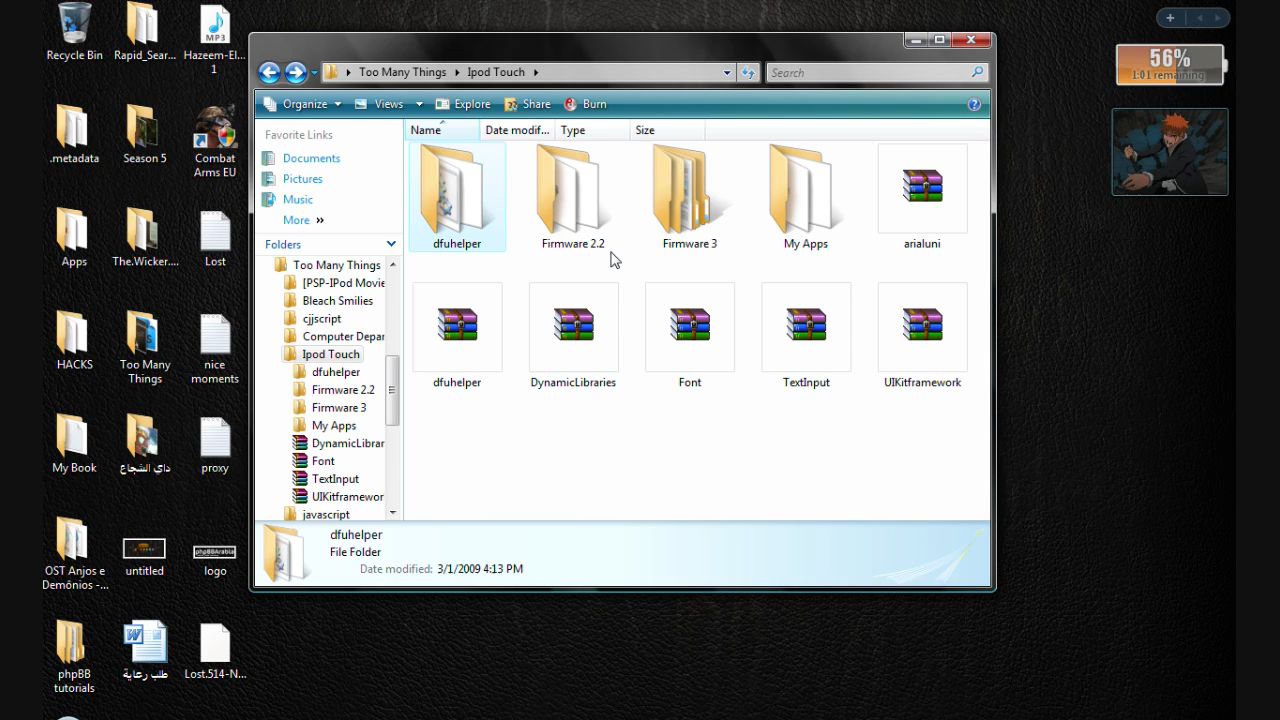 Recycle Bin
Rapid_Sear...
MP3
Hazeem-El...
1
.metadata
Season 5
Combat
Arms EU
Apps
The.Wicker....
Lost
HACKS
Too Many
Things
nice
moments
My Book
داي الشجاع
proxy
OST Anjos e
Demónios -...
untitled
phpBBArabia
logo
phpBB
tutorials
طلب رعاية
Lost.514-N...
Too Many Things
Ipod Touch
Search
Organize
Views
Explore
Share
Burn
Favorite Links
Documents
Pictures
Music
More »
Folders
Too Many Things
[PSP-IPod Movie
Bleach Smilies
cjjscript
Computer Depar
Ipod Touch
dfuhelper
Firmware 2.2
Firmware 3
My Apps
DynamicLibrar
Font
TextInput
UIKitframewor
javascript
Name
Date modif...
Type
Size
dfuhelper
Firmware 2.2
Firmware 3
My Apps
arialuni
dfuhelper
DynamicLibraries
Font
TextInput
UIKitframework
dfuhelper
File Folder
Date modified: 3/1/2009 4:13 PM
56%
1:01 remaining